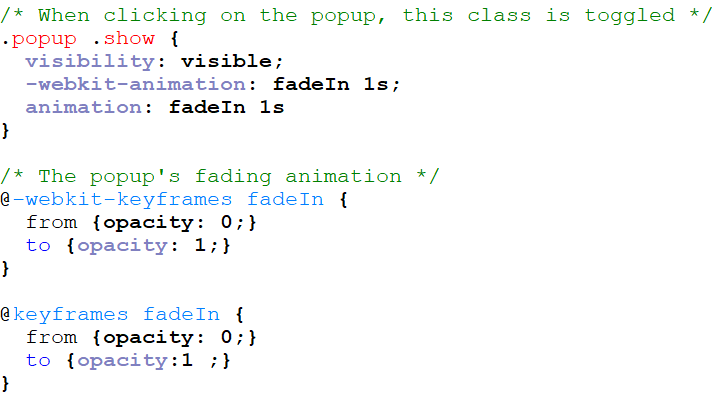 /* When clicking on the popup, this class is toggled */
.popup .show {
  visibility: visible;
  -webkit-animation: fadeIn 1s;
  animation: fadeIn 1s
}

/* The popup's fading animation */
@-webkit-keyframes fadeIn {
  from {opacity: 0;}
  to {opacity: 1;}
}

@keyframes fadeIn {
  from {opacity: 0;}
  to {opacity:1 ;}
}